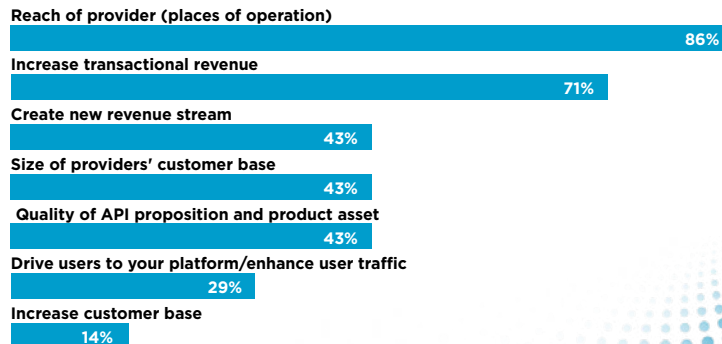 Reach of provider (places of operation)
86%
Increase transactional revenue
71%
Create new revenue stream
43%
Size of providers' customer base
43%
Quality of API proposition and product asset
43%
Drive users to your platform/enhance user traffic
29%
Increase customer base
14%